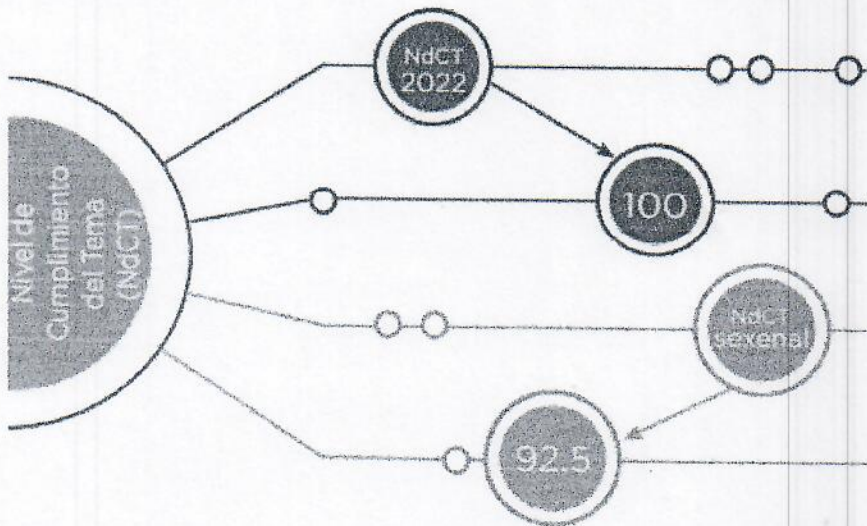 Nivel de
Cumplimiento
del Tema
(NdCT)
NdCT
2022
100
NdCT
sexenal
92.5